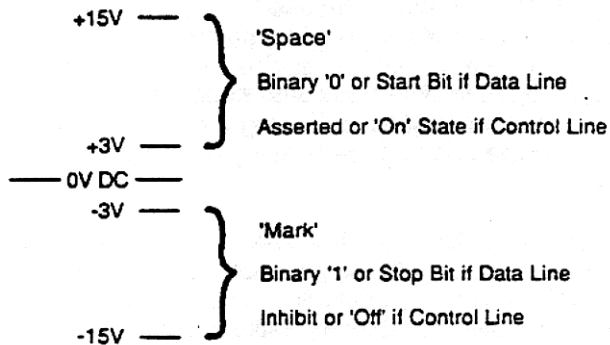 +15V
'Space'
Binary '0' or Start Bit if Data Line
Asserted or 'On' State if Control Line
+3V
0V DC
-3V
'Mark'
Binary '1' or Stop Bit if Data Line
Inhibit or 'Off' if Control Line
-15V